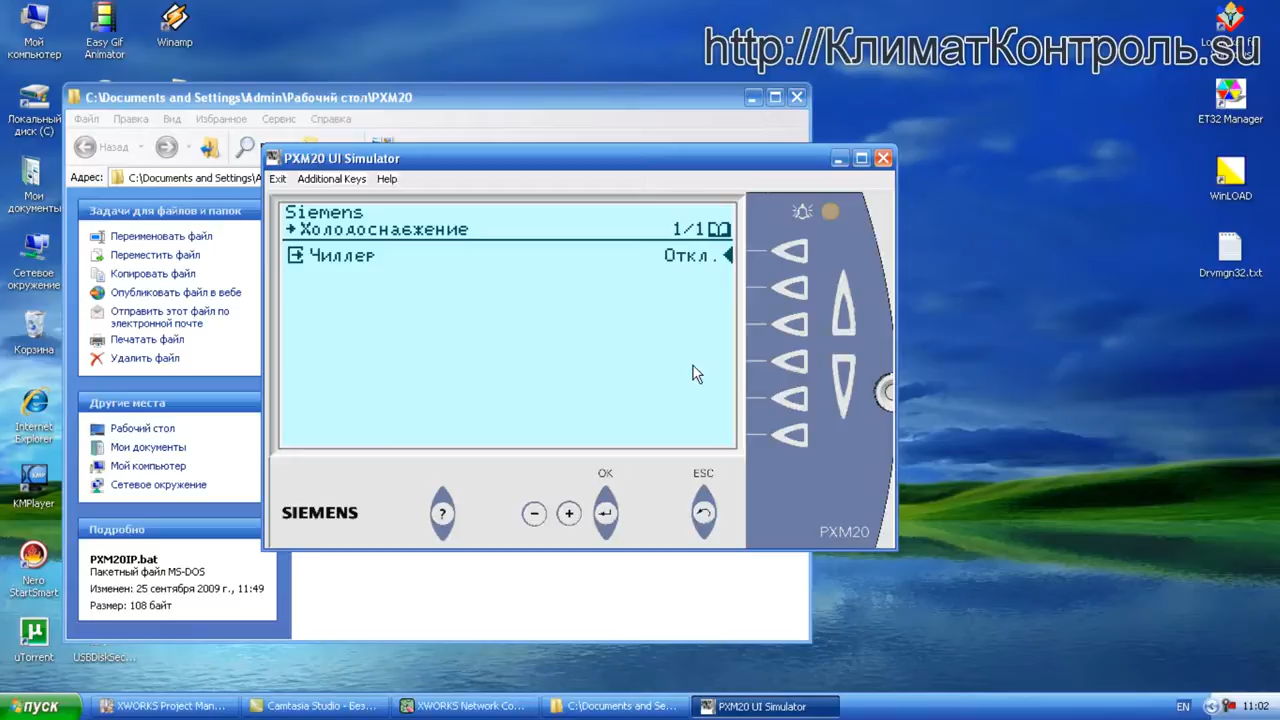 http://КлиматКонтроль.su
Мой компьютер
Easy Gif Animator
Winamp
ET32 Manager
WinLOAD
Drvmgn32.txt
Локальный диск (C)
Мои документы
Сетевое окружение
Корзина
Internet Explorer
KMPlayer
Nero StartSmart
uTorrent
USBDiskSec...
C:\Documents and Settings\Admin\Рабочий стол\PXM20
Файл Правка Вид Избранное Сервис Справка
Назад
Адрес: C:\Documents and Settings\A
Задачи для файлов и папок
Переименовать файл
Переместить файл
Копировать файл
Опубликовать файл в вебе
Отправить этот файл по
электронной почте
Печатать файл
Удалить файл
Другие места
Рабочий стол
Мои документы
Мой компьютер
Сетевое окружение
Подробно
PXM20IP.bat
Пакетный файл MS-DOS
Изменен: 25 сентября 2009 г., 11:49
Размер: 108 байт
PXM20 UI Simulator
Exit Additional Keys Help
Siemens
Холодоснабжение 1/1
Чиллер Откл.
OK ESC
SIEMENS ? − +
PXM20
пуск XWORKS Project Man... Camtasia Studio - Без... XWORKS Network Co... C:\Documents and Se... PXM20 UI Simulator EN 11:02